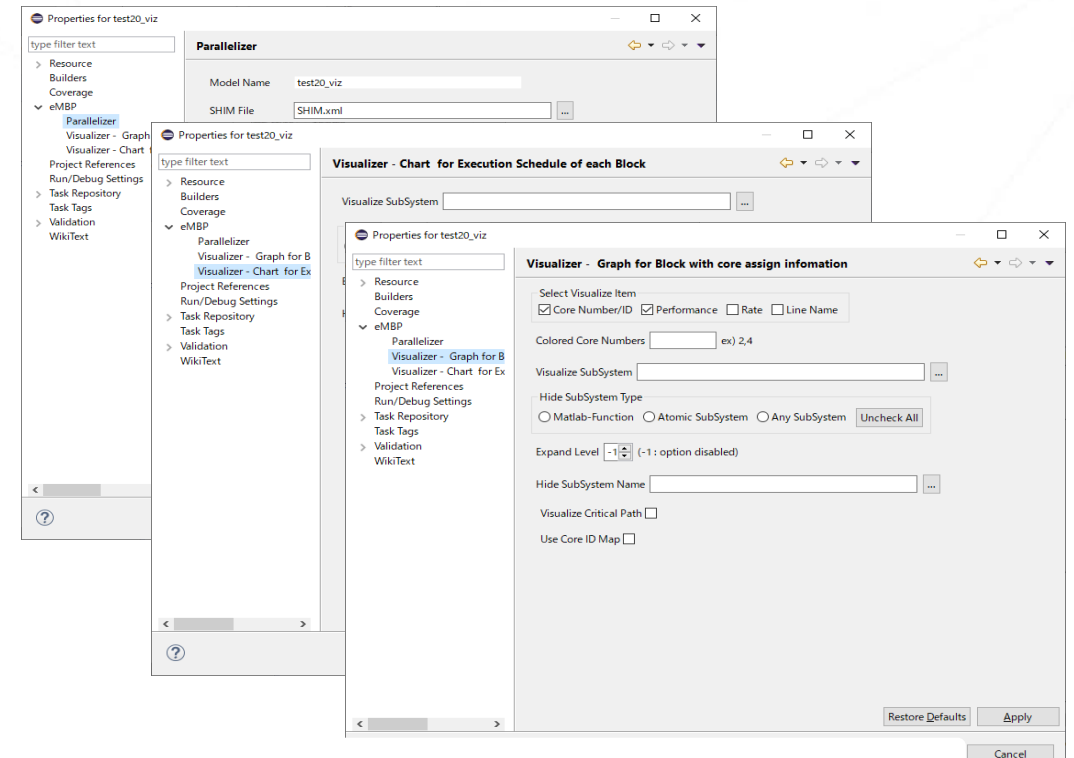 Properties for test20_viz
type filter text
Resource
Builders
Coverage
eMBP
Parallelizer
Visualizer - Graph
Visualizer - Chart
Project References
Run/Debug Settings
Task Repository
Task Tags
Validation
WikiText
Parallelizer
Model Name test20_viz
SHIM File SHIM.xml ...
Properties for test20_viz
type filter text
Resource
Builders
Coverage
eMBP
Parallelizer
Visualizer - Graph for B
Visualizer - Chart for Ex
Project References
Run/Debug Settings
Task Repository
Task Tags
Validation
WikiText
Visualizer - Chart for Execution Schedule of each Block
Visualize SubSystem ...
Properties for test20_viz
type filter text
Resource
Builders
Coverage
eMBP
Parallelizer
Visualizer - Graph for B
Visualizer - Chart for Ex
Project References
Run/Debug Settings
Task Repository
Task Tags
Validation
WikiText
Visualizer - Graph for Block with core assign infomation
Select Visualize Item
Core Number/ID Performance Rate Line Name
Colored Core Numbers ex) 2,4
Visualize SubSystem ...
Hide SubSystem Type
Matlab-Function Atomic SubSystem Any SubSystem Uncheck All
Expand Level -1 (-1 : option disabled)
Hide SubSystem Name ...
Visualize Critical Path
Use Core ID Map
Restore Defaults Apply
Cancel